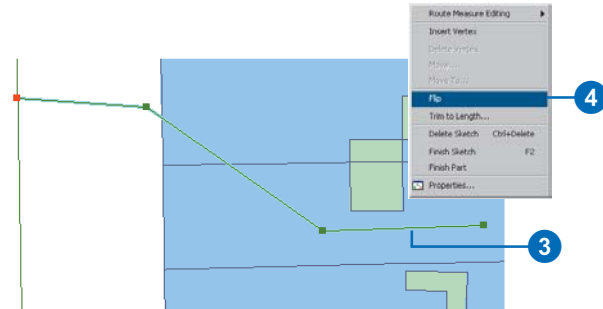 Route Measure Editing
Insert Vertex
Delete Vertex
Move...
Move To...
Flip
4
Trim to Length...
Delete Sketch Ctrl+Delete
Finish Sketch F2
Finish Part
Properties...
3